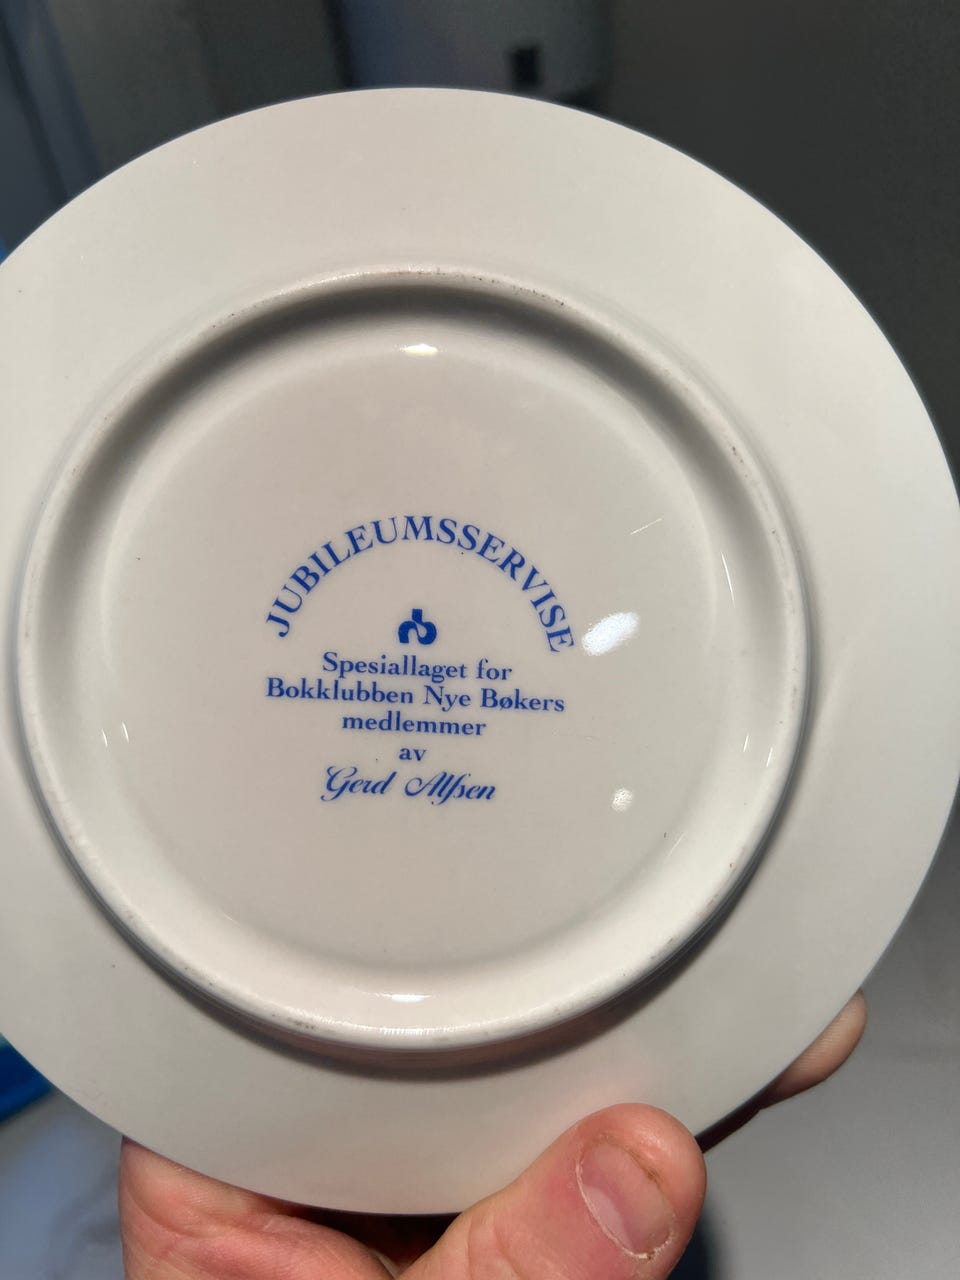 JUBILEUMSSERVISE
Spesiallaget for
Bokklubben Nye Bøkers
medlemmer
av
Gerd Alfsen